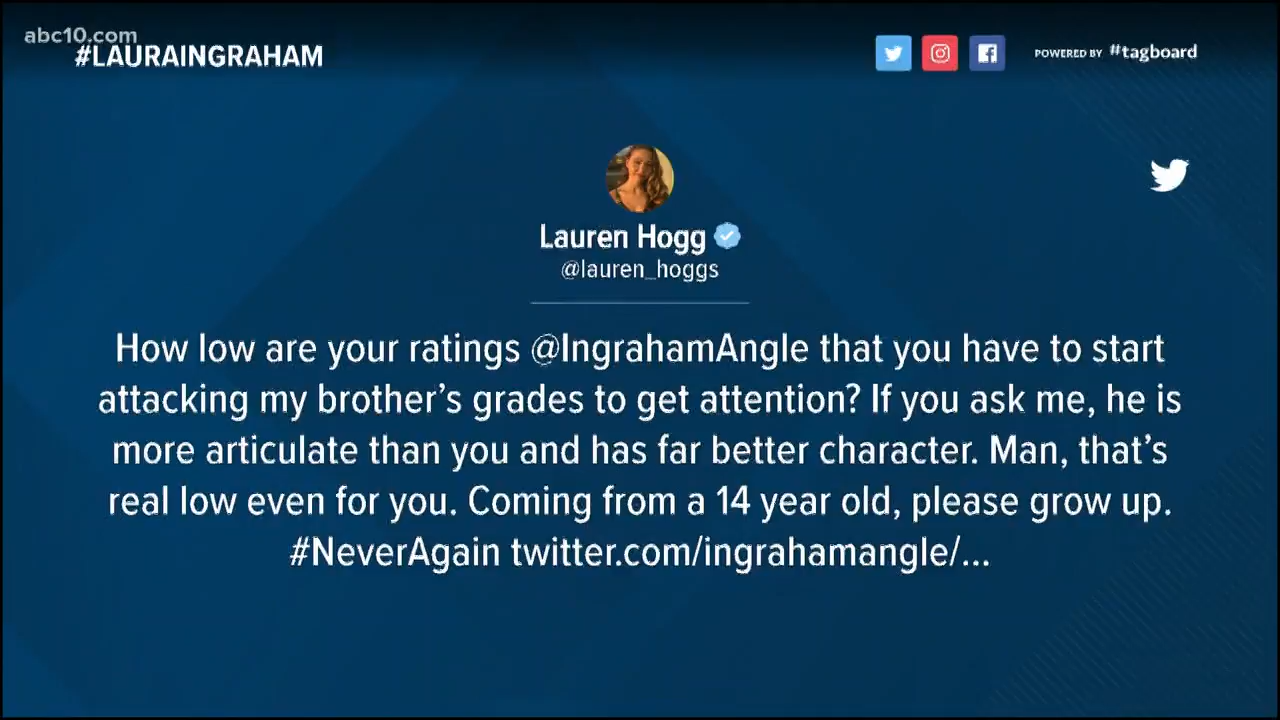 abc10.com
#LAURAINGRAHAM
POWERED BY #tagboard
Lauren Hogg
@lauren_hoggs
How low are your ratings @IngrahamAngle that you have to start
attacking my brother’s grades to get attention? If you ask me, he is
more articulate than you and has far better character. Man, that’s
real low even for you. Coming from a 14 year old, please grow up.
#NeverAgain twitter.com/ingrahamangle/…